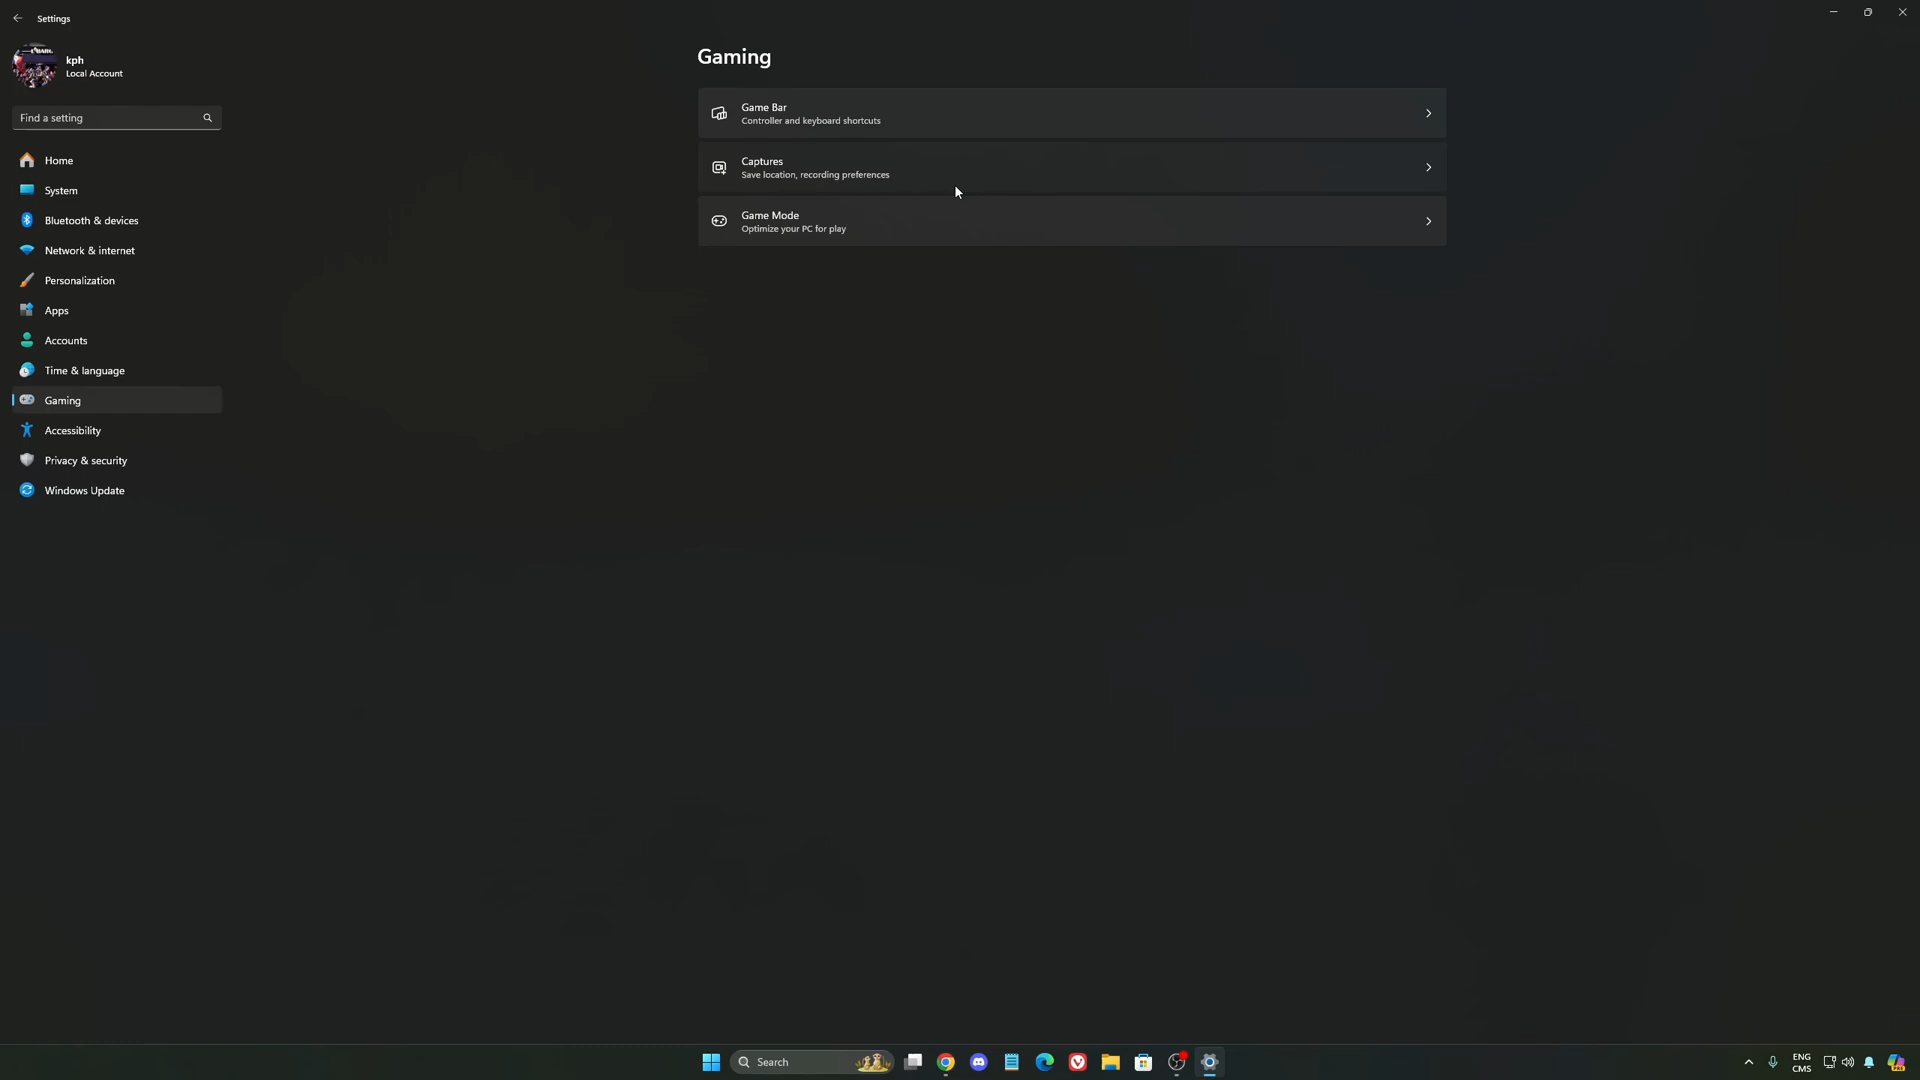 Settings
kph
Local Account
Find a setting
Home
System
Bluetooth & devices
Network & internet
Personalization
Apps
Accounts
Time & language
Gaming
Accessibility
Privacy & security
Windows Update
Gaming
Game Bar
Controller and keyboard shortcuts
Captures
Save location, recording preferences
Game Mode
Optimize your PC for play
Search
ENG
CMS